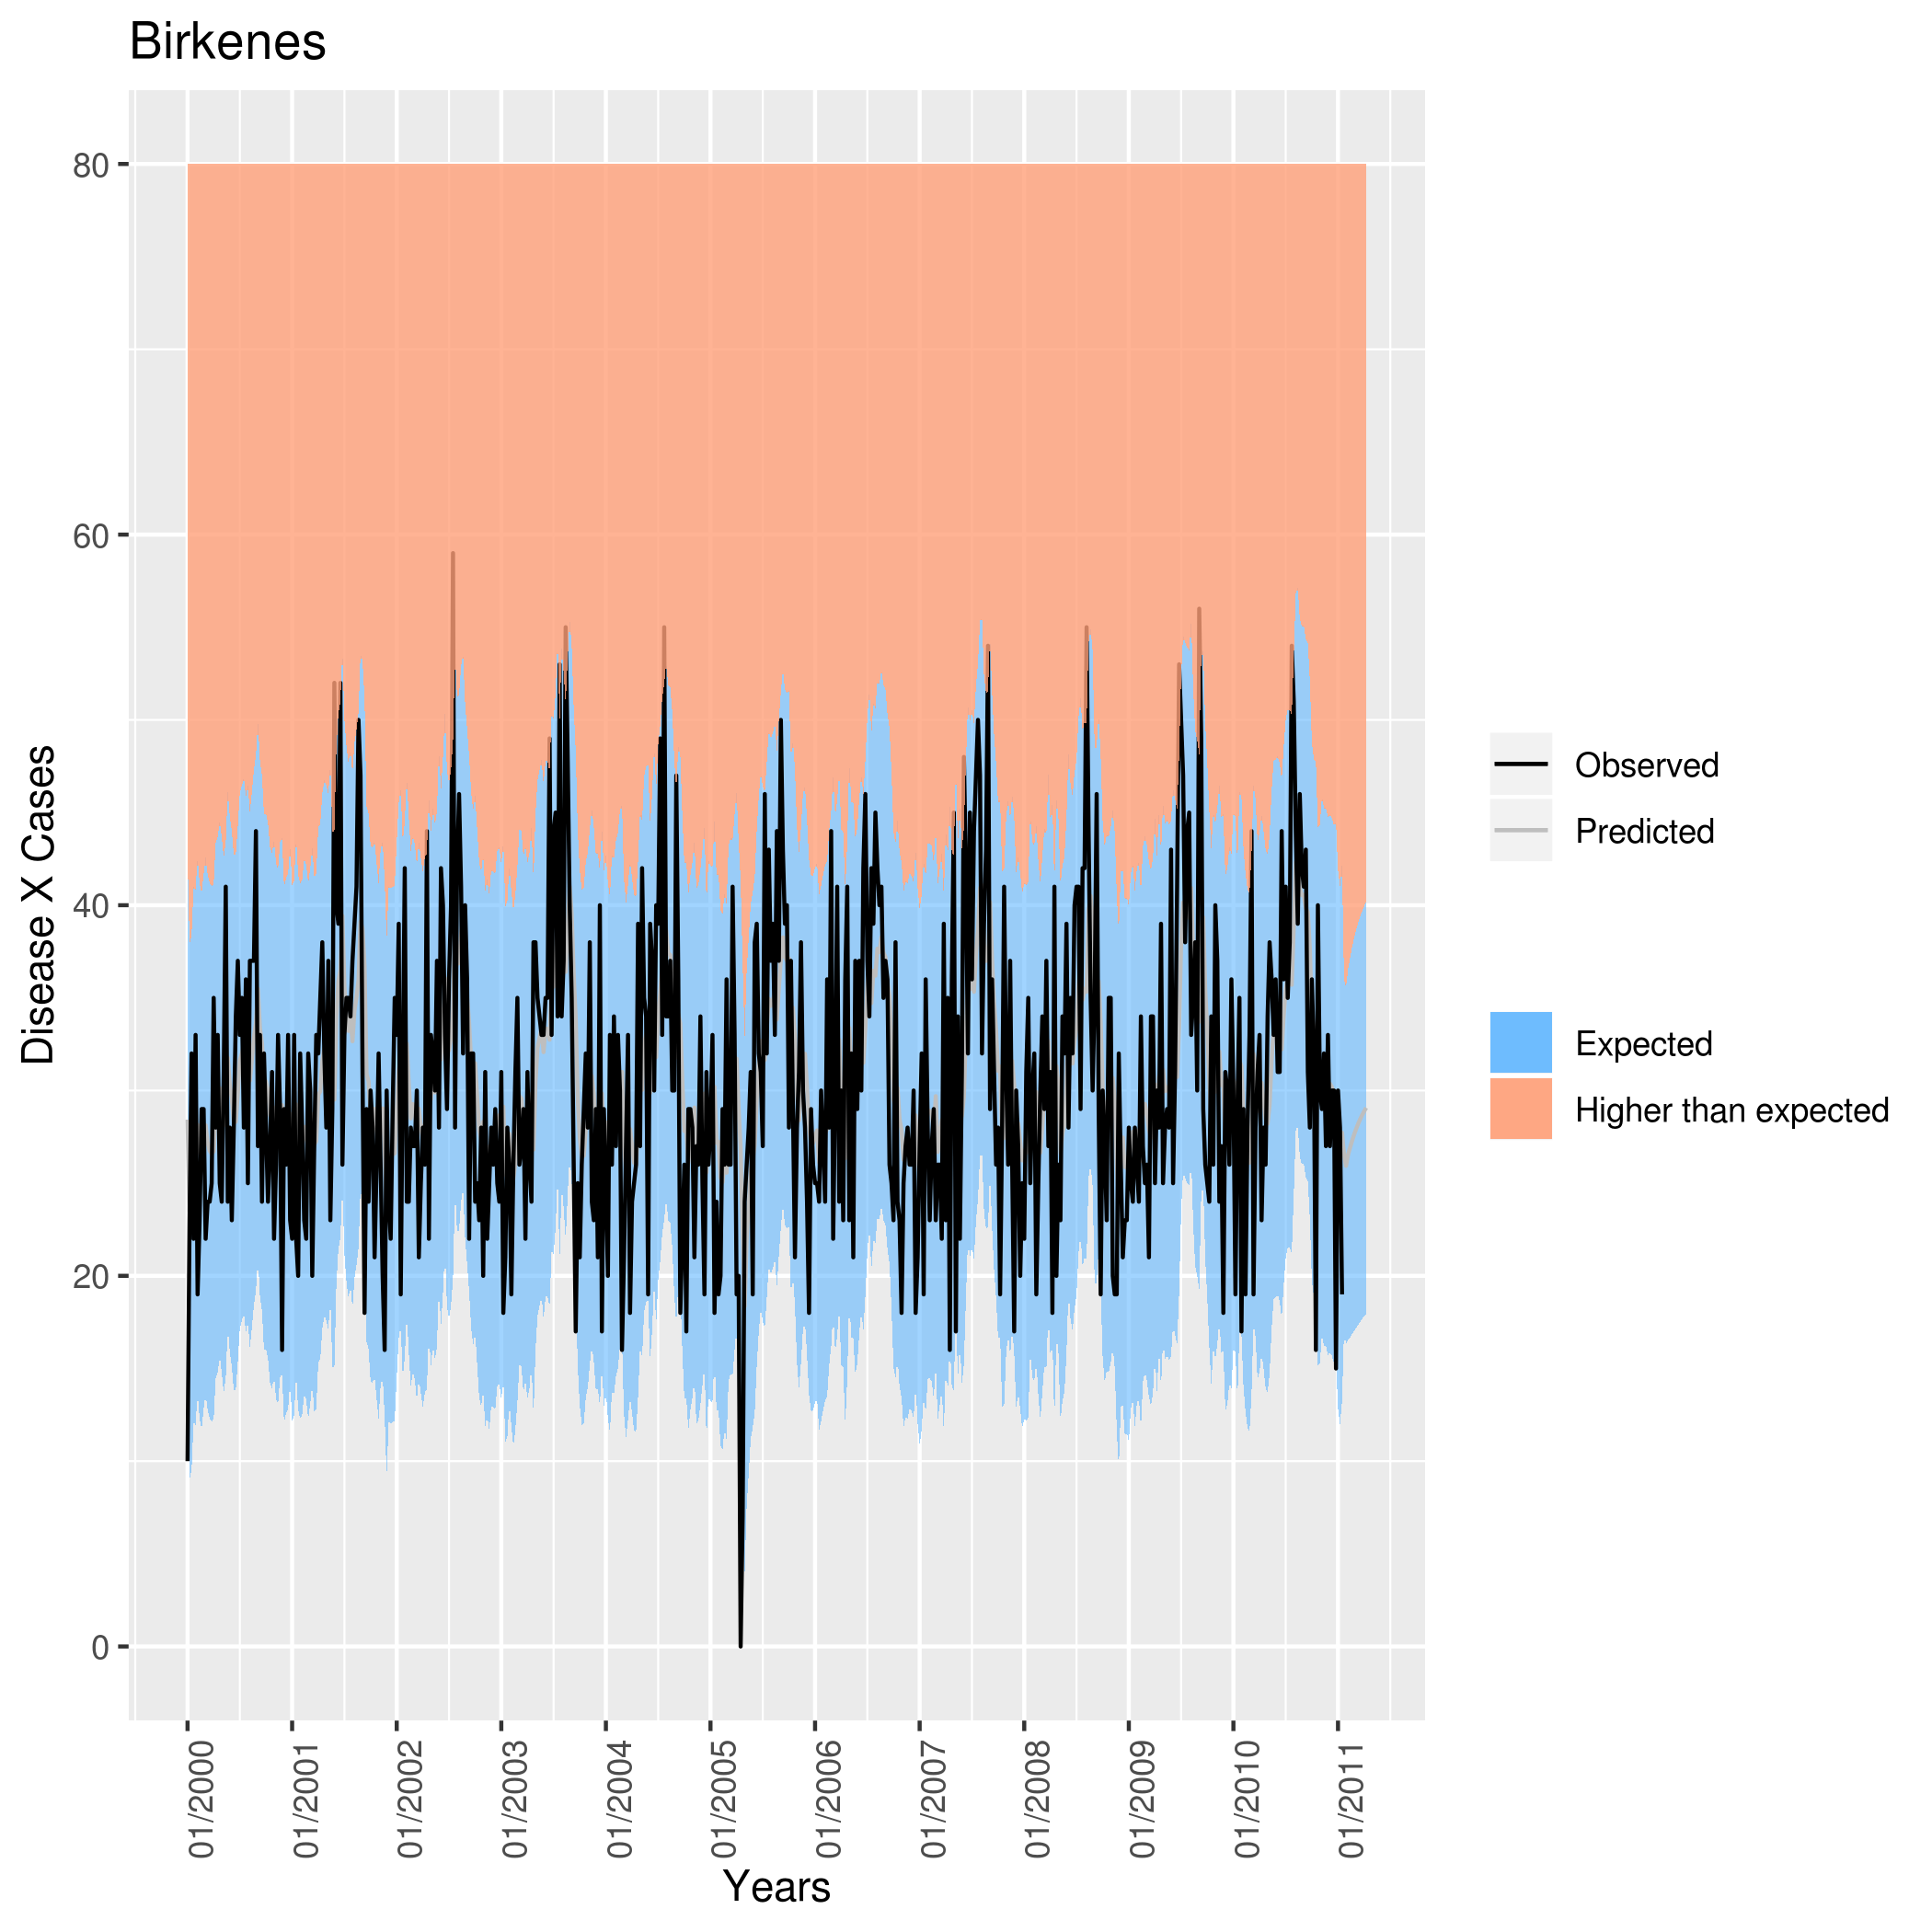 Birkenes
Disease X Cases
80
60
40
20
0
01/2000
01/2001
01/2002
01/2003
01/2004
01/2005
01/2006
01/2007
01/2008
01/2009
01/2010
01/2011
Years
Observed
Predicted
Expected
Higher than expected